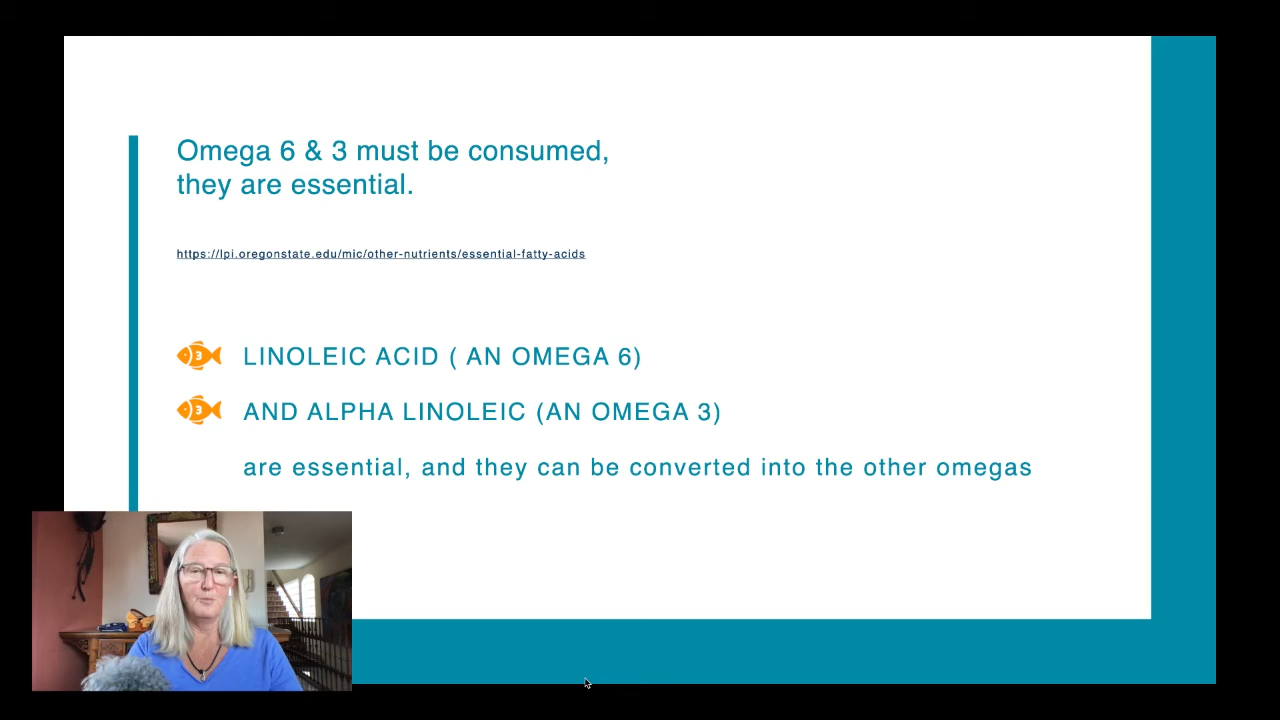 Omega 6 & 3 must be consumed,
they are essential.
https://lpi.oregonstate.edu/mic/other-nutrients/essential-fatty-acids
3 LINOLEIC ACID ( AN OMEGA 6)
3 AND ALPHA LINOLEIC (AN OMEGA 3)
are essential, and they can be converted into the other omegas